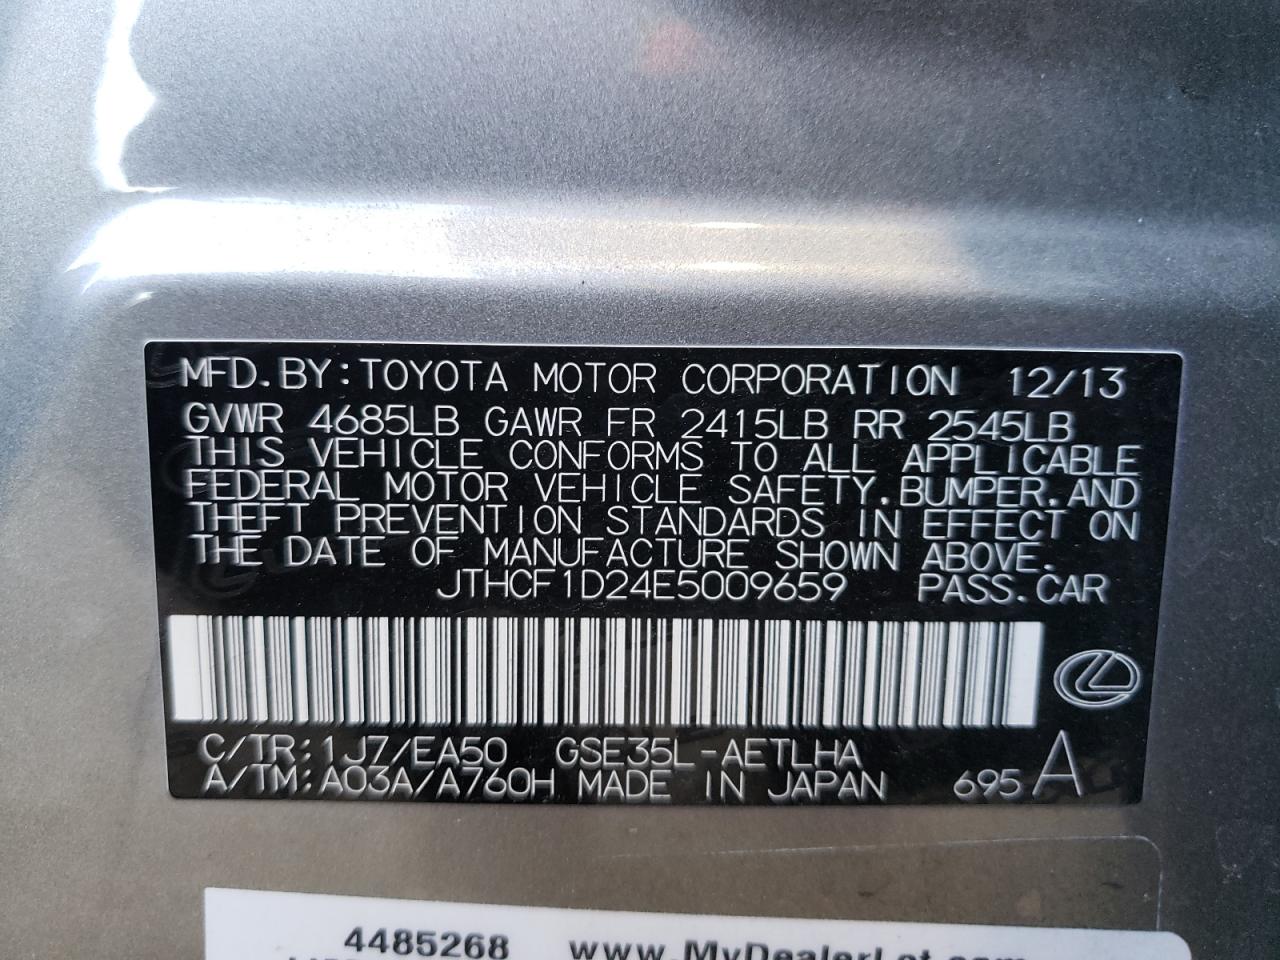 MFD.BY:TOYOTA MOTOR CORPORATION 12/13
GVWR 4685LB GAWR FR 2415LB RR 2545LB
THIS VEHICLE CONFORMS TO ALL APPLICABLE
FEDERAL MOTOR VEHICLE SAFETY,BUMPER,AND
THEFT PREVENTION STANDARDS IN EFFECT ON
THE DATE OF MANUFACTURE SHOWN ABOVE.
JTHCF1D24E5009659 PASS.CAR
C/TR:1J7/EA50 GSE35L-AETLHA
A/TM:A03A/A760H MADE IN JAPAN 695 A
4485268 www.MyDealerLot.com